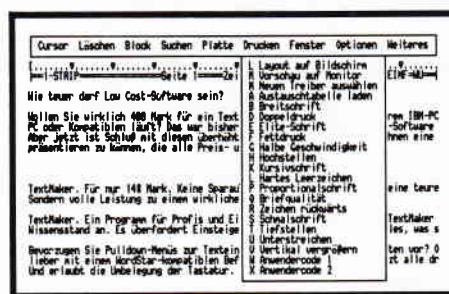 Cursor Löschen Block Suchen Platte Drucken Fenster Optionen Weiteres
I-STRIP Seite 1 Zei
Wie teuer darf Low Cost-Software sein?
Wollen Sie wirklich 400 Mark für ein Text
PC oder Kompatiblen läuft? Das war bisher
Aber jetzt ist Schluß mit diesen überhöht
präsentieren zu können, die alle Preis- u
TextMaker. Für nur 148 Mark. Keine Sparau
Sondern volle Leistung zu einem wirkliche
TextMaker. Ein Programm für Profis und Ei
Wissensstand an. Es überfordert Einsteige
Bevorzugen Sie Pulldown-Menüs zur Textein
lieber mit einem WordStar-kompatiblen Bef
Und erlaubt die Umbelegung der Tastatur.
L Layout auf Bildschirm
R Vorschau auf Monitor
N Neuen Treiber auswählen
A Austauschtabelle laden
B Breitschrift
D Doppeldruck
E Elite-Schrift
F Fettdruck
G Halbe Geschwindigkeit
H Hochstellen
K Kursivschrift
L Hartes Leerzeichen
P Proportionalschrift
Q Briefqualität
R Zeichen rückwärts
S Schmalschrift
T Tiefstellen
U Unterstreichen
V Vertikal vergrößern
W Anwendercode 1
X Anwendercode 2
rem IBM-PC
-Software
hnen eine
eine teure
TextMaker
les, was s
ten vor? O
zt alle dr